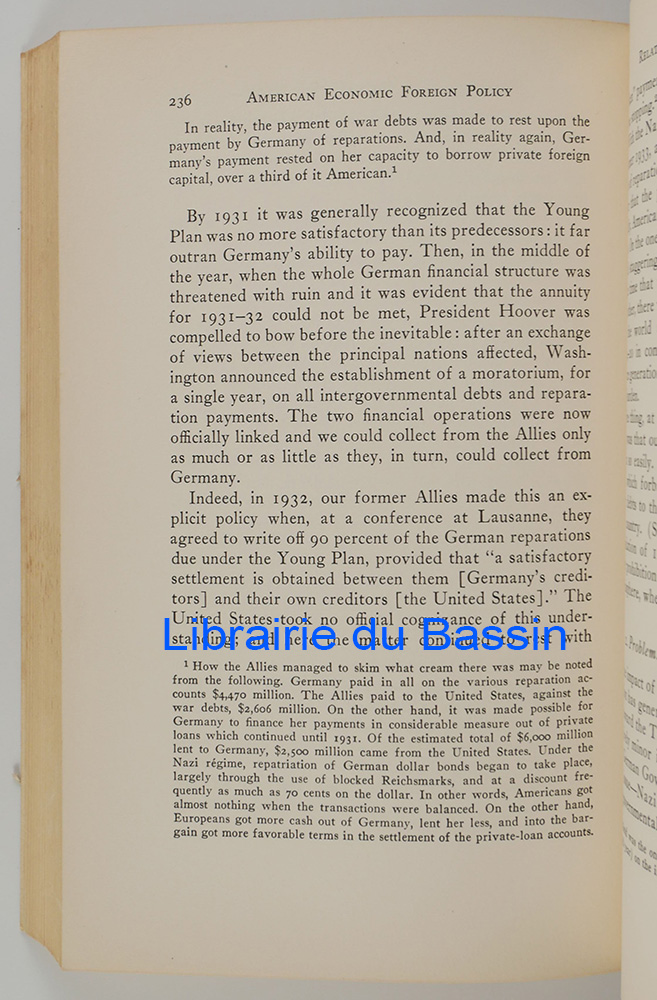 236 American Economic Foreign Policy
In reality, the payment of war debts was made to rest upon the
payment by Germany of reparations. And, in reality again, Ger-
many's payment rested on her capacity to borrow private foreign
capital, over a third of it American.1
By 1931 it was generally recognized that the Young
Plan was no more satisfactory than its predecessors: it far
outran Germany's ability to pay. Then, in the middle of
the year, when the whole German financial structure was
threatened with ruin and it was evident that the annuity
for 1931–32 could not be met, President Hoover was
compelled to bow before the inevitable: after an exchange
of views between the principal nations affected, Wash-
ington announced the establishment of a moratorium, for
a single year, on all intergovernmental debts and repara-
tion payments. The two financial operations were now
officially linked and we could collect from the Allies only
as much or as little as they, in turn, could collect from
Germany.
Indeed, in 1932, our former Allies made this an ex-
plicit policy when, at a conference at Lausanne, they
agreed to write off 90 percent of the German reparations
due under the Young Plan, provided that "a satisfactory
settlement is obtained between them [Germany's credi-
tors] and their own creditors [the United States]." The
United States took no official cognizance of this under-
standing; and here the matter continued to rest with
Librairie du Bassin
1 How the Allies managed to skim what cream there was may be noted
from the following. Germany paid in all on the various reparation ac-
counts $4,470 million. The Allies paid to the United States, against the
war debts, $2,606 million. On the other hand, it was made possible for
Germany to finance her payments in considerable measure out of private
loans which continued until 1931. Of the estimated total of $6,000 million
lent to Germany, $2,500 million came from the United States. Under the
Nazi régime, repatriation of German dollar bonds began to take place,
largely through the use of blocked Reichsmarks, and at a discount fre-
quently as much as 70 cents on the dollar. In other words, Americans got
almost nothing when the transactions were balanced. On the other hand,
Europeans got more cash out of Germany, lent her less, and into the bar-
gain got more favorable terms in the settlement of the private-loan accounts.